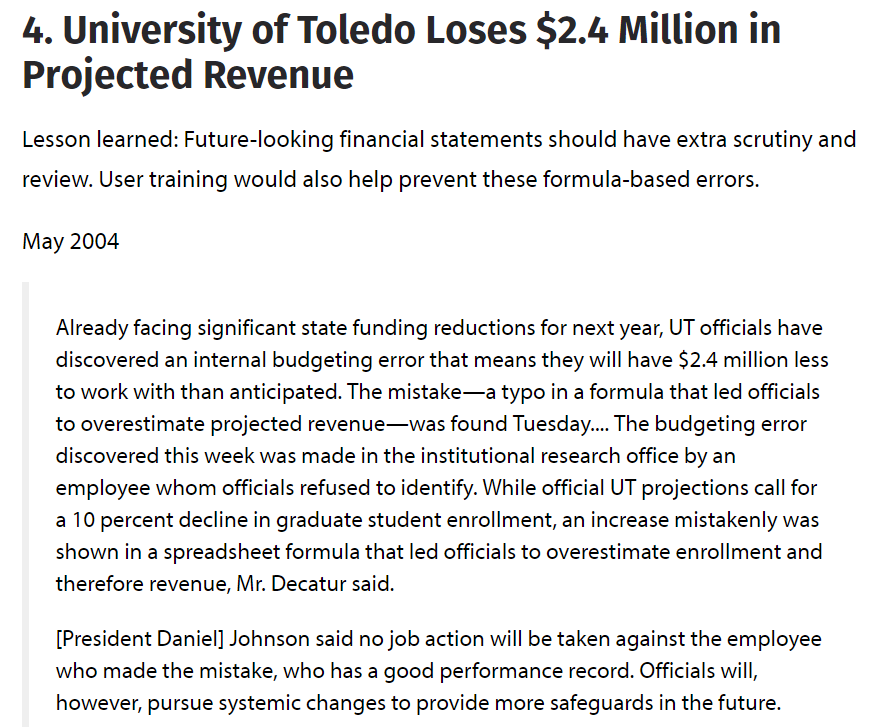 4. University of Toledo Loses $2.4 Million in
Projected Revenue
Lesson learned: Future-looking financial statements should have extra scrutiny and
review. User training would also help prevent these formula-based errors.
May 2004
Already facing significant state funding reductions for next year, UT officials have
discovered an internal budgeting error that means they will have $2.4 million less
to work with than anticipated. The mistake—a typo in a formula that led officials
to overestimate projected revenue—was found Tuesday.... The budgeting error
discovered this week was made in the institutional research office by an
employee whom officials refused to identify. While official UT projections call for
a 10 percent decline in graduate student enrollment, an increase mistakenly was
shown in a spreadsheet formula that led officials to overestimate enrollment and
therefore revenue, Mr. Decatur said.
[President Daniel] Johnson said no job action will be taken against the employee
who made the mistake, who has a good performance record. Officials will,
however, pursue systemic changes to provide more safeguards in the future.